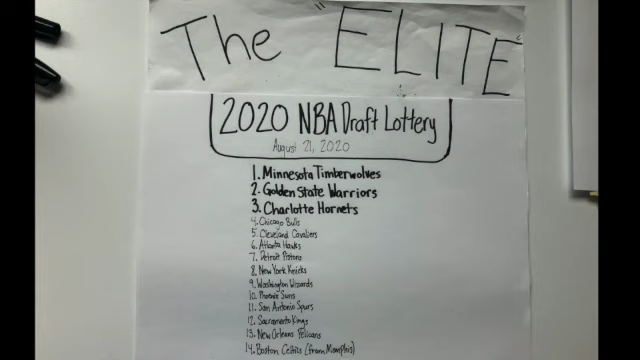 The "ELITE"
2020 NBA Draft Lottery
August 21, 2020
1. Minnesota Timberwolves
2. Golden State Warriors
3. Charlotte Hornets
4. Chicago Bulls
5. Cleveland Cavaliers
6. Atlanta Hawks
7. Detroit Pistons
8. New York Knicks
9. Washington Wizards
10. Phoenix Suns
11. San Antonio Spurs
12. Sacramento Kings
13. New Orleans Pelicans
14. Boston Celtics (from Memphis)